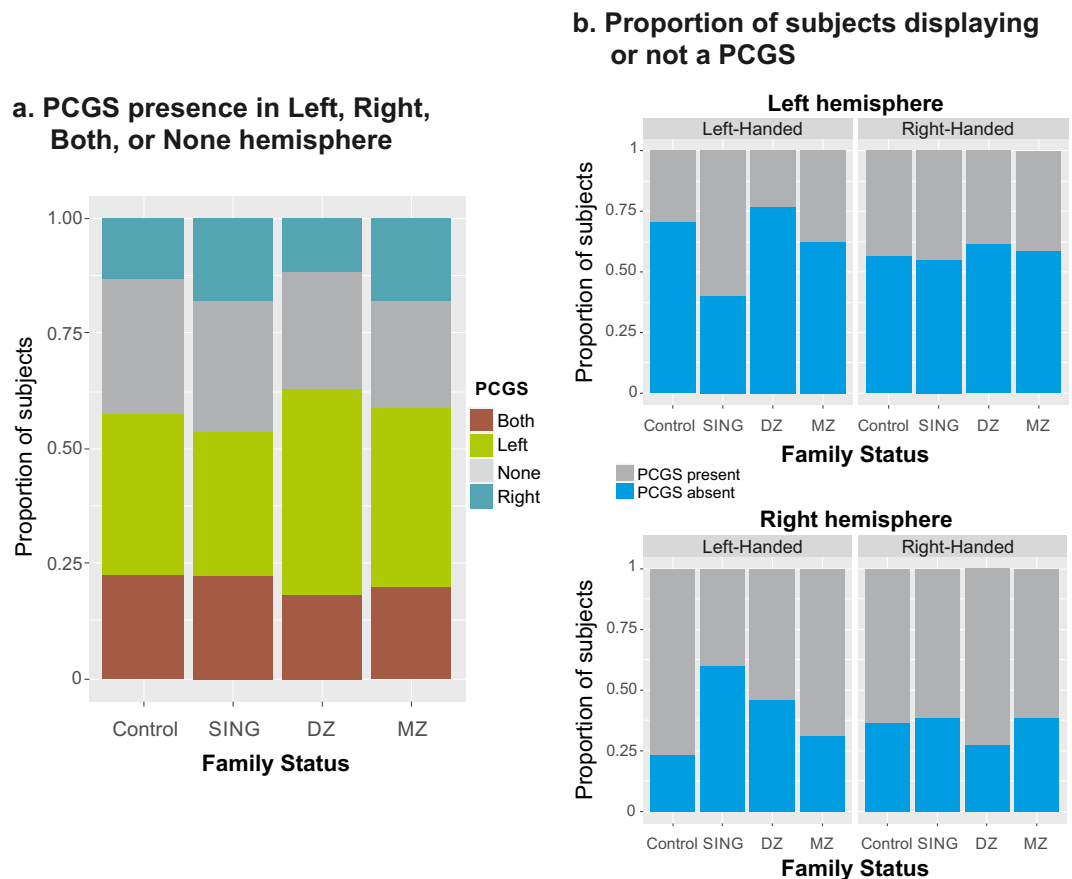 a. PCGS presence in Left, Right,
Both, or None hemisphere
1.00
0.75
0.50
0.25
0
Proportion of subjects
Control SING DZ MZ
Family Status
PCGS
Both
Left
None
Right
b. Proportion of subjects displaying
or not a PCGS
Left hemisphere
Left-Handed Right-Handed
1
0.75
0.50
0.25
0
Proportion of subjects
Control SING DZ MZ Control SING DZ MZ
Family Status
PCGS present
PCGS absent
Right hemisphere
Left-Handed Right-Handed
1
0.75
0.50
0.25
0
Proportion of subjects
Control SING DZ MZ Control SING DZ MZ
Family Status